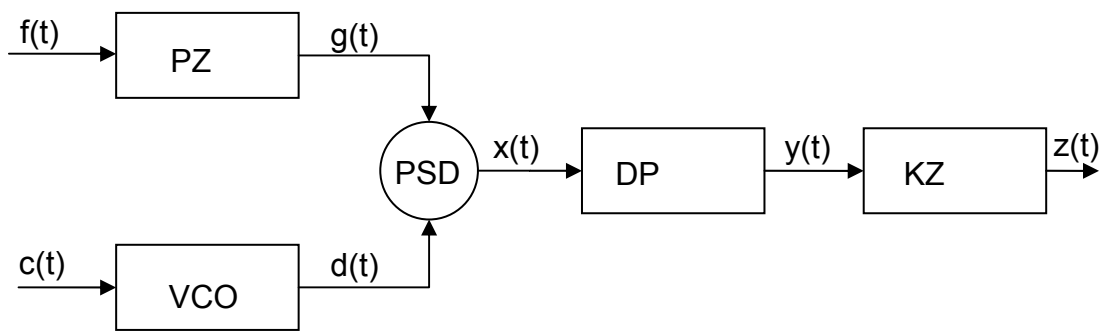 f(t)
PZ
g(t)
PSD
x(t)
DP
y(t)
KZ
z(t)
c(t)
VCO
d(t)